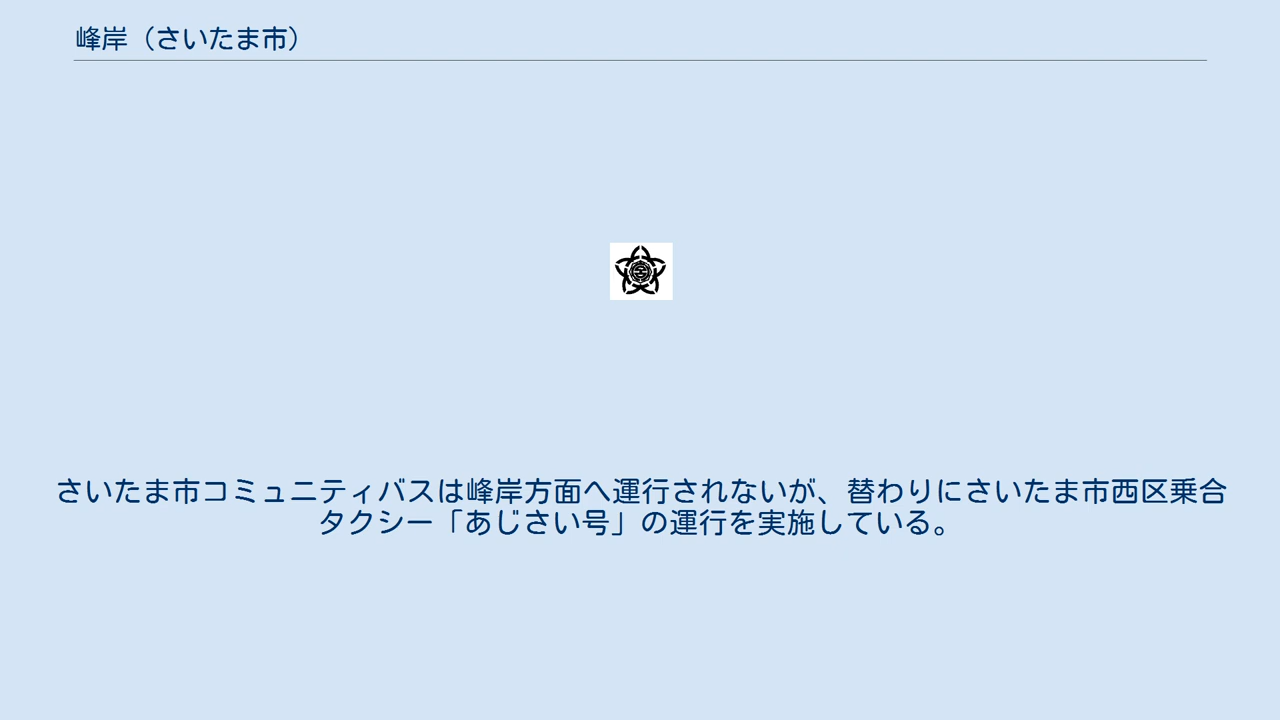 峰岸（さいたま市）
さいたま市コミュニティバスは峰岸方面へ運行されないが、替わりにさいたま市西区乗合
タクシー「あじさい号」の運行を実施している。